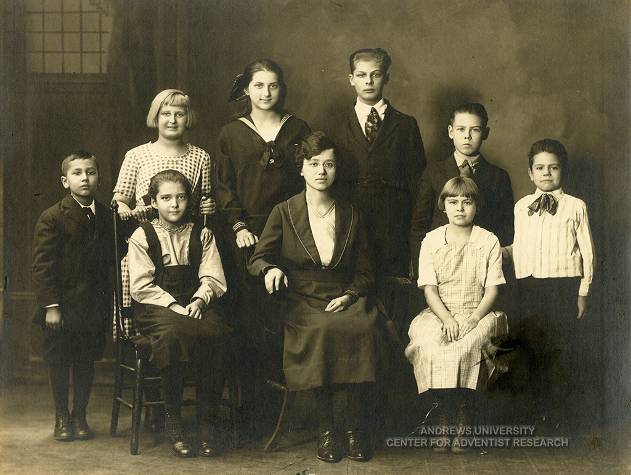 ANDREWS UNIVERSITY
CENTER FOR ADVENTIST RESEARCH